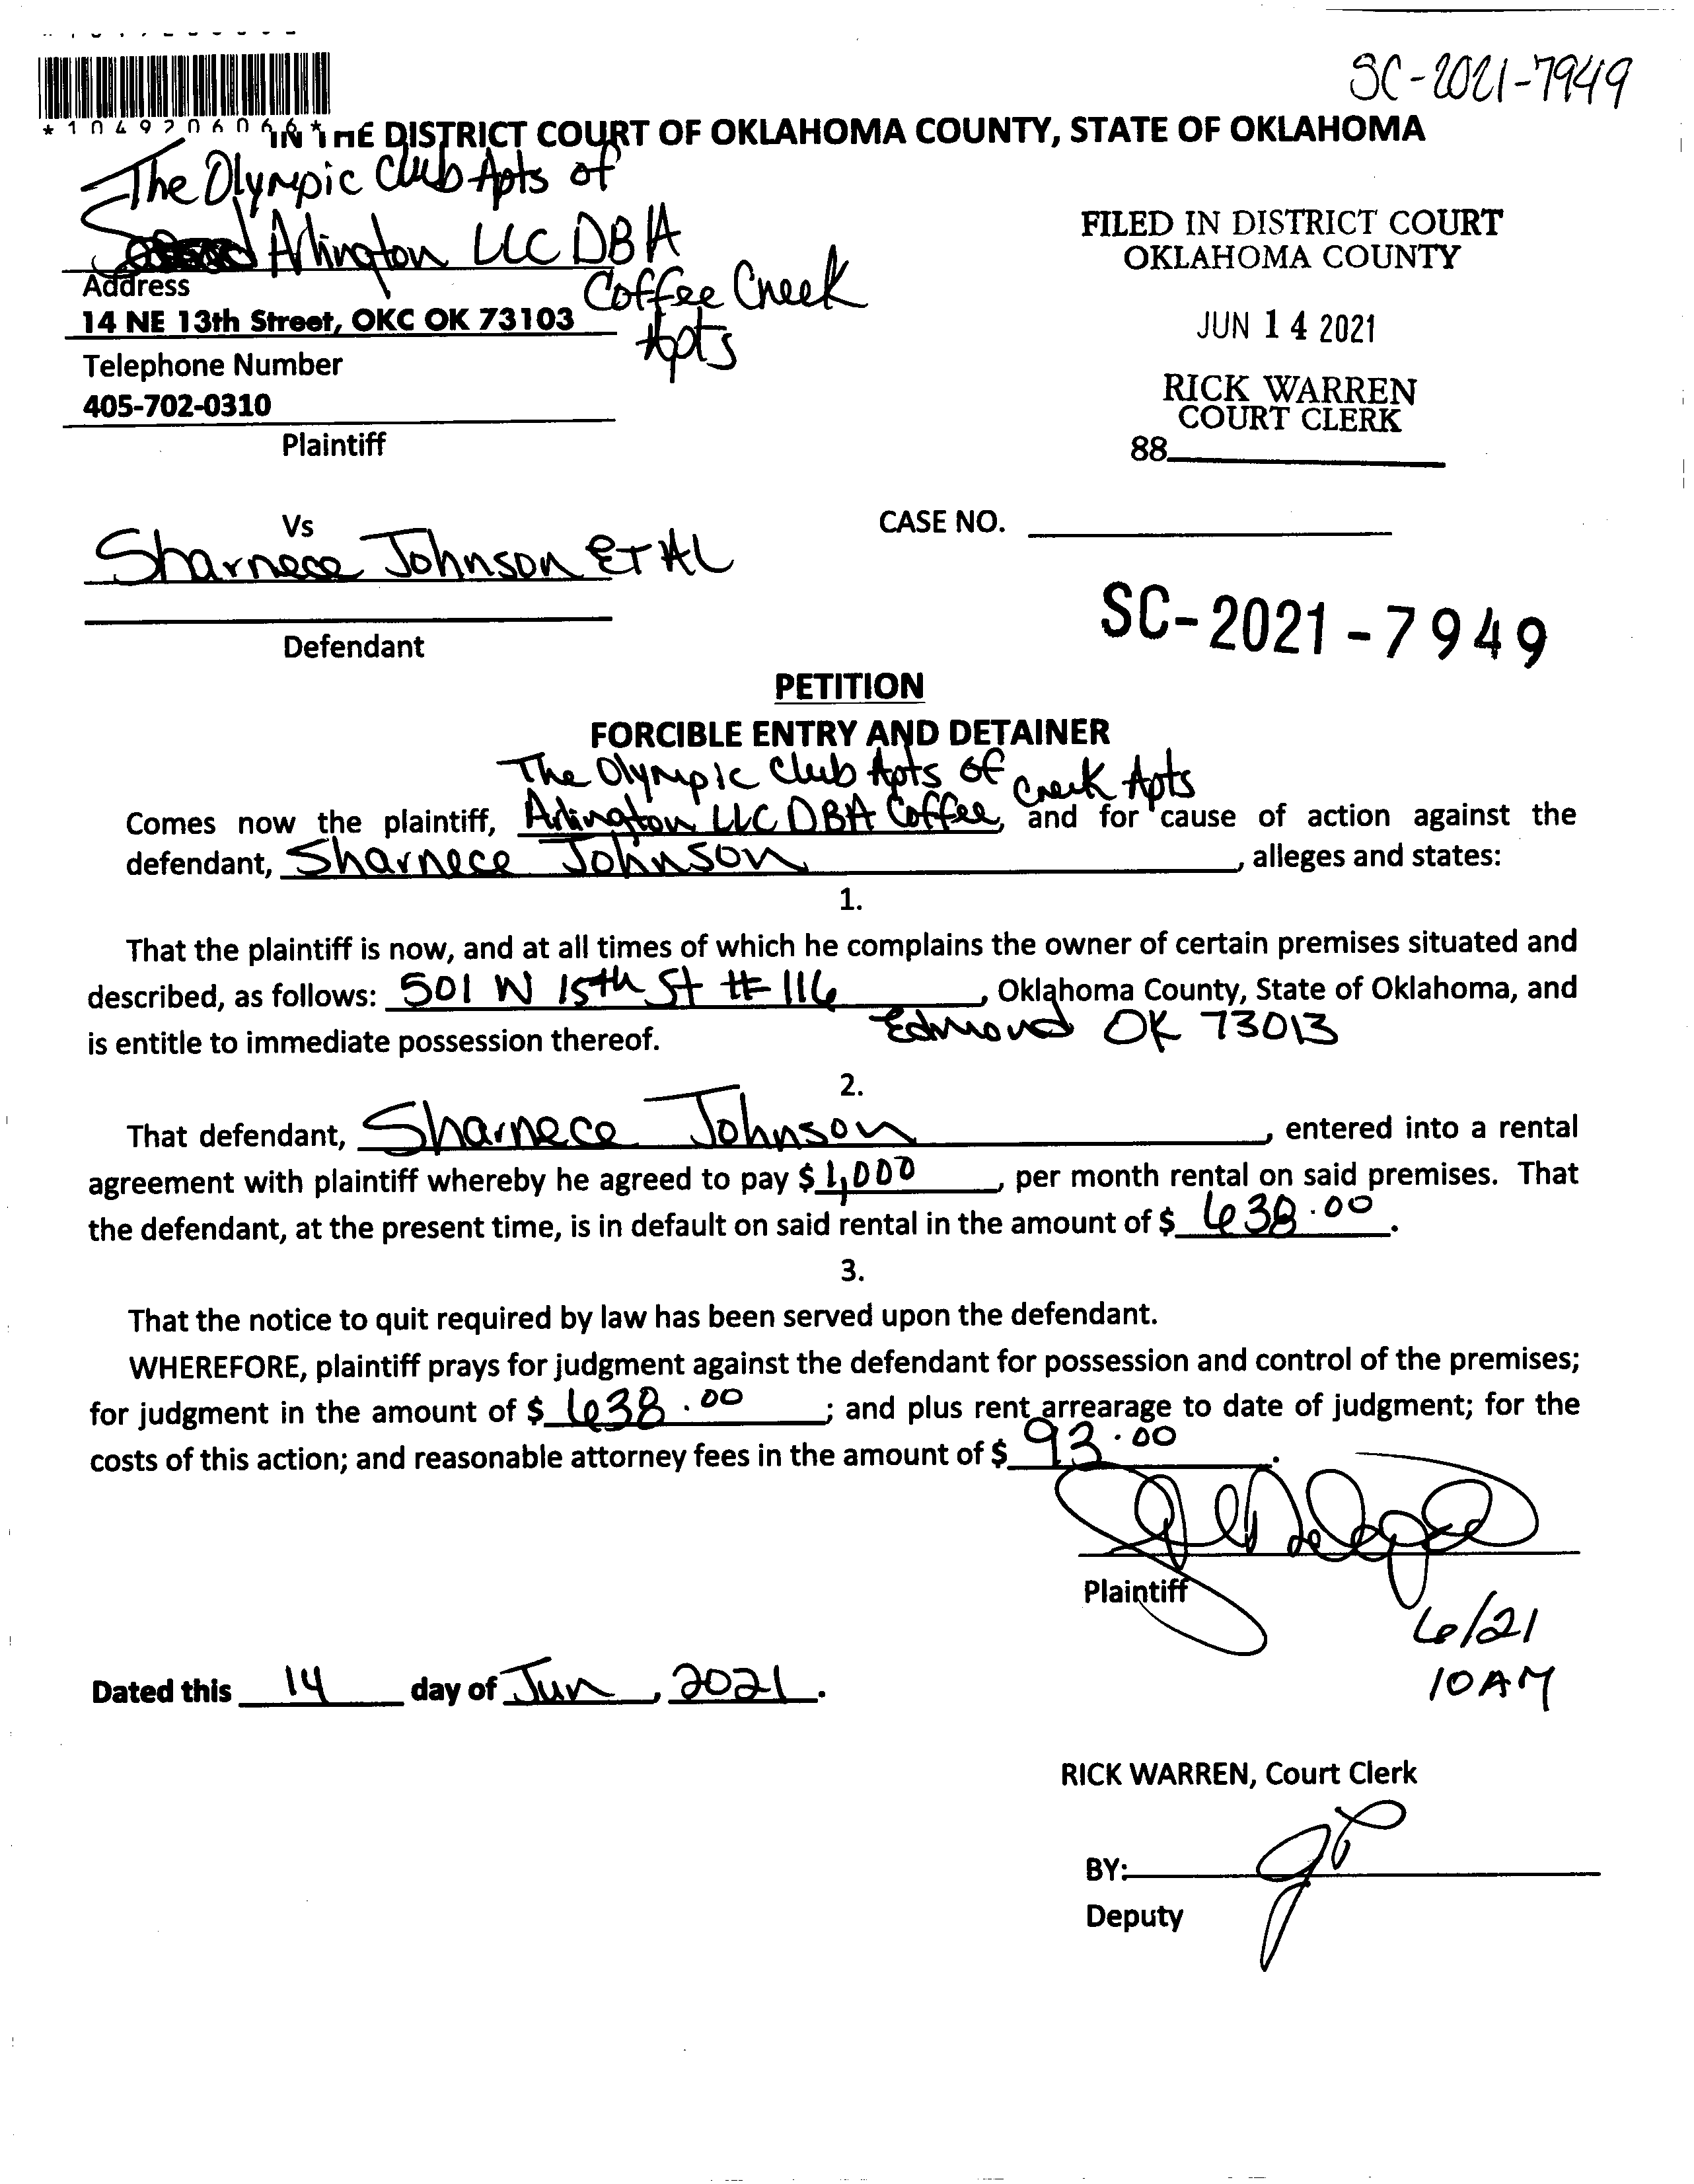 SC-2021-7949
*1049206066*
IN THE DISTRICT COURT OF OKLAHOMA COUNTY, STATE OF OKLAHOMA
The Olympic Club Apts of
Arlington LLC DBA
Coffee Creek
Apts
Address
14 NE 13th Street, OKC OK 73103
Telephone Number
405-702-0310
Plaintiff
FILED IN DISTRICT COURT
OKLAHOMA COUNTY
JUN 14 2021
RICK WARREN
COURT CLERK
88
Vs
CASE NO.
Sharnece Johnson ET AL
SC-2021-7949
Defendant
PETITION
FORCIBLE ENTRY AND DETAINER
The Olympic Club Apts of Creek Apts
Comes now the plaintiff, Arlington LLC DBA Coffee, and for cause of action against the
defendant, Sharnece Johnson, alleges and states:
1.
That the plaintiff is now, and at all times of which he complains the owner of certain premises situated and
described, as follows: 501 W 15th St # 116, Oklahoma County, State of Oklahoma, and
Edmond OK 73013
is entitle to immediate possession thereof.
2.
That defendant, Sharnece Johnson, entered into a rental
agreement with plaintiff whereby he agreed to pay $ 1,000, per month rental on said premises. That
the defendant, at the present time, is in default on said rental in the amount of $ 638.00.
3.
That the notice to quit required by law has been served upon the defendant.
WHEREFORE, plaintiff prays for judgment against the defendant for possession and control of the premises;
for judgment in the amount of $ 638.00; and plus rent arrearage to date of judgment; for the
costs of this action; and reasonable attorney fees in the amount of $ 93.00.
Plaintiff
6/21
10AM
Dated this 14 day of Jun, 2021.
RICK WARREN, Court Clerk
BY:
Deputy